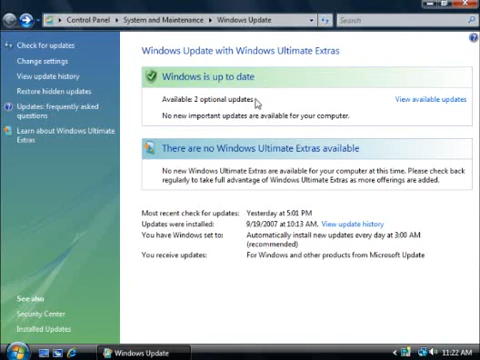 Control Panel ▸ System and Maintenance ▸ Windows Update
Search
Check for updates
Change settings
View update history
Restore hidden updates
Updates: frequently asked
questions
Learn about Windows Ultimate
Extras
See also
Security Center
Installed Updates
Windows Update with Windows Ultimate Extras
Windows is up to date
Available: 2 optional updates
View available updates
No new important updates are available for your computer.
There are no Windows Ultimate Extras available
No new Windows Ultimate Extras are available for your computer at this time. Please check back
regularly to take full advantage of Windows Ultimate Extras as more offerings are added.
Most recent check for updates: Yesterday at 5:01 PM
Updates were installed: 9/19/2007 at 10:13 AM. View update history
You have Windows set to: Automatically install new updates every day at 3:00 AM
(recommended)
You receive updates: For Windows and other products from Microsoft Update
Windows Update
11:22 AM